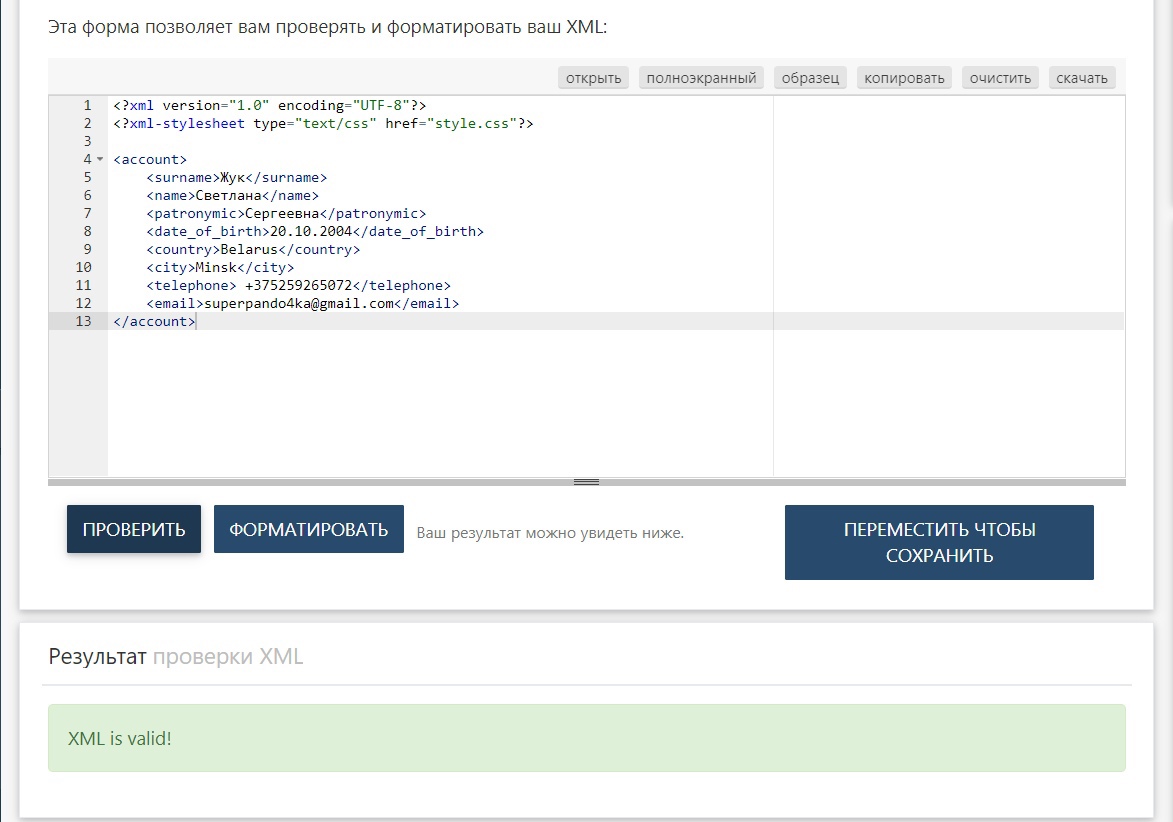 Эта форма позволяет вам проверять и форматировать ваш XML:
открыть полноэкранный образец копировать очистить скачать
1 <?xml version="1.0" encoding="UTF-8"?>
2 <?xml-stylesheet type="text/css" href="style.css"?>
3
4 <account>
5 <surname>Жук</surname>
6 <name>Светлана</name>
7 <patronymic>Сергеевна</patronymic>
8 <date_of_birth>20.10.2004</date_of_birth>
9 <country>Belarus</country>
10 <city>Minsk</city>
11 <telephone> +375259265072</telephone>
12 <email>superpando4ka@gmail.com</email>
13 </account>
ПРОВЕРИТЬ ФОРМАТИРОВАТЬ Ваш результат можно увидеть ниже. ПЕРЕМЕСТИТЬ ЧТОБЫ
СОХРАНИТЬ
Результат проверки XML
XML is valid!